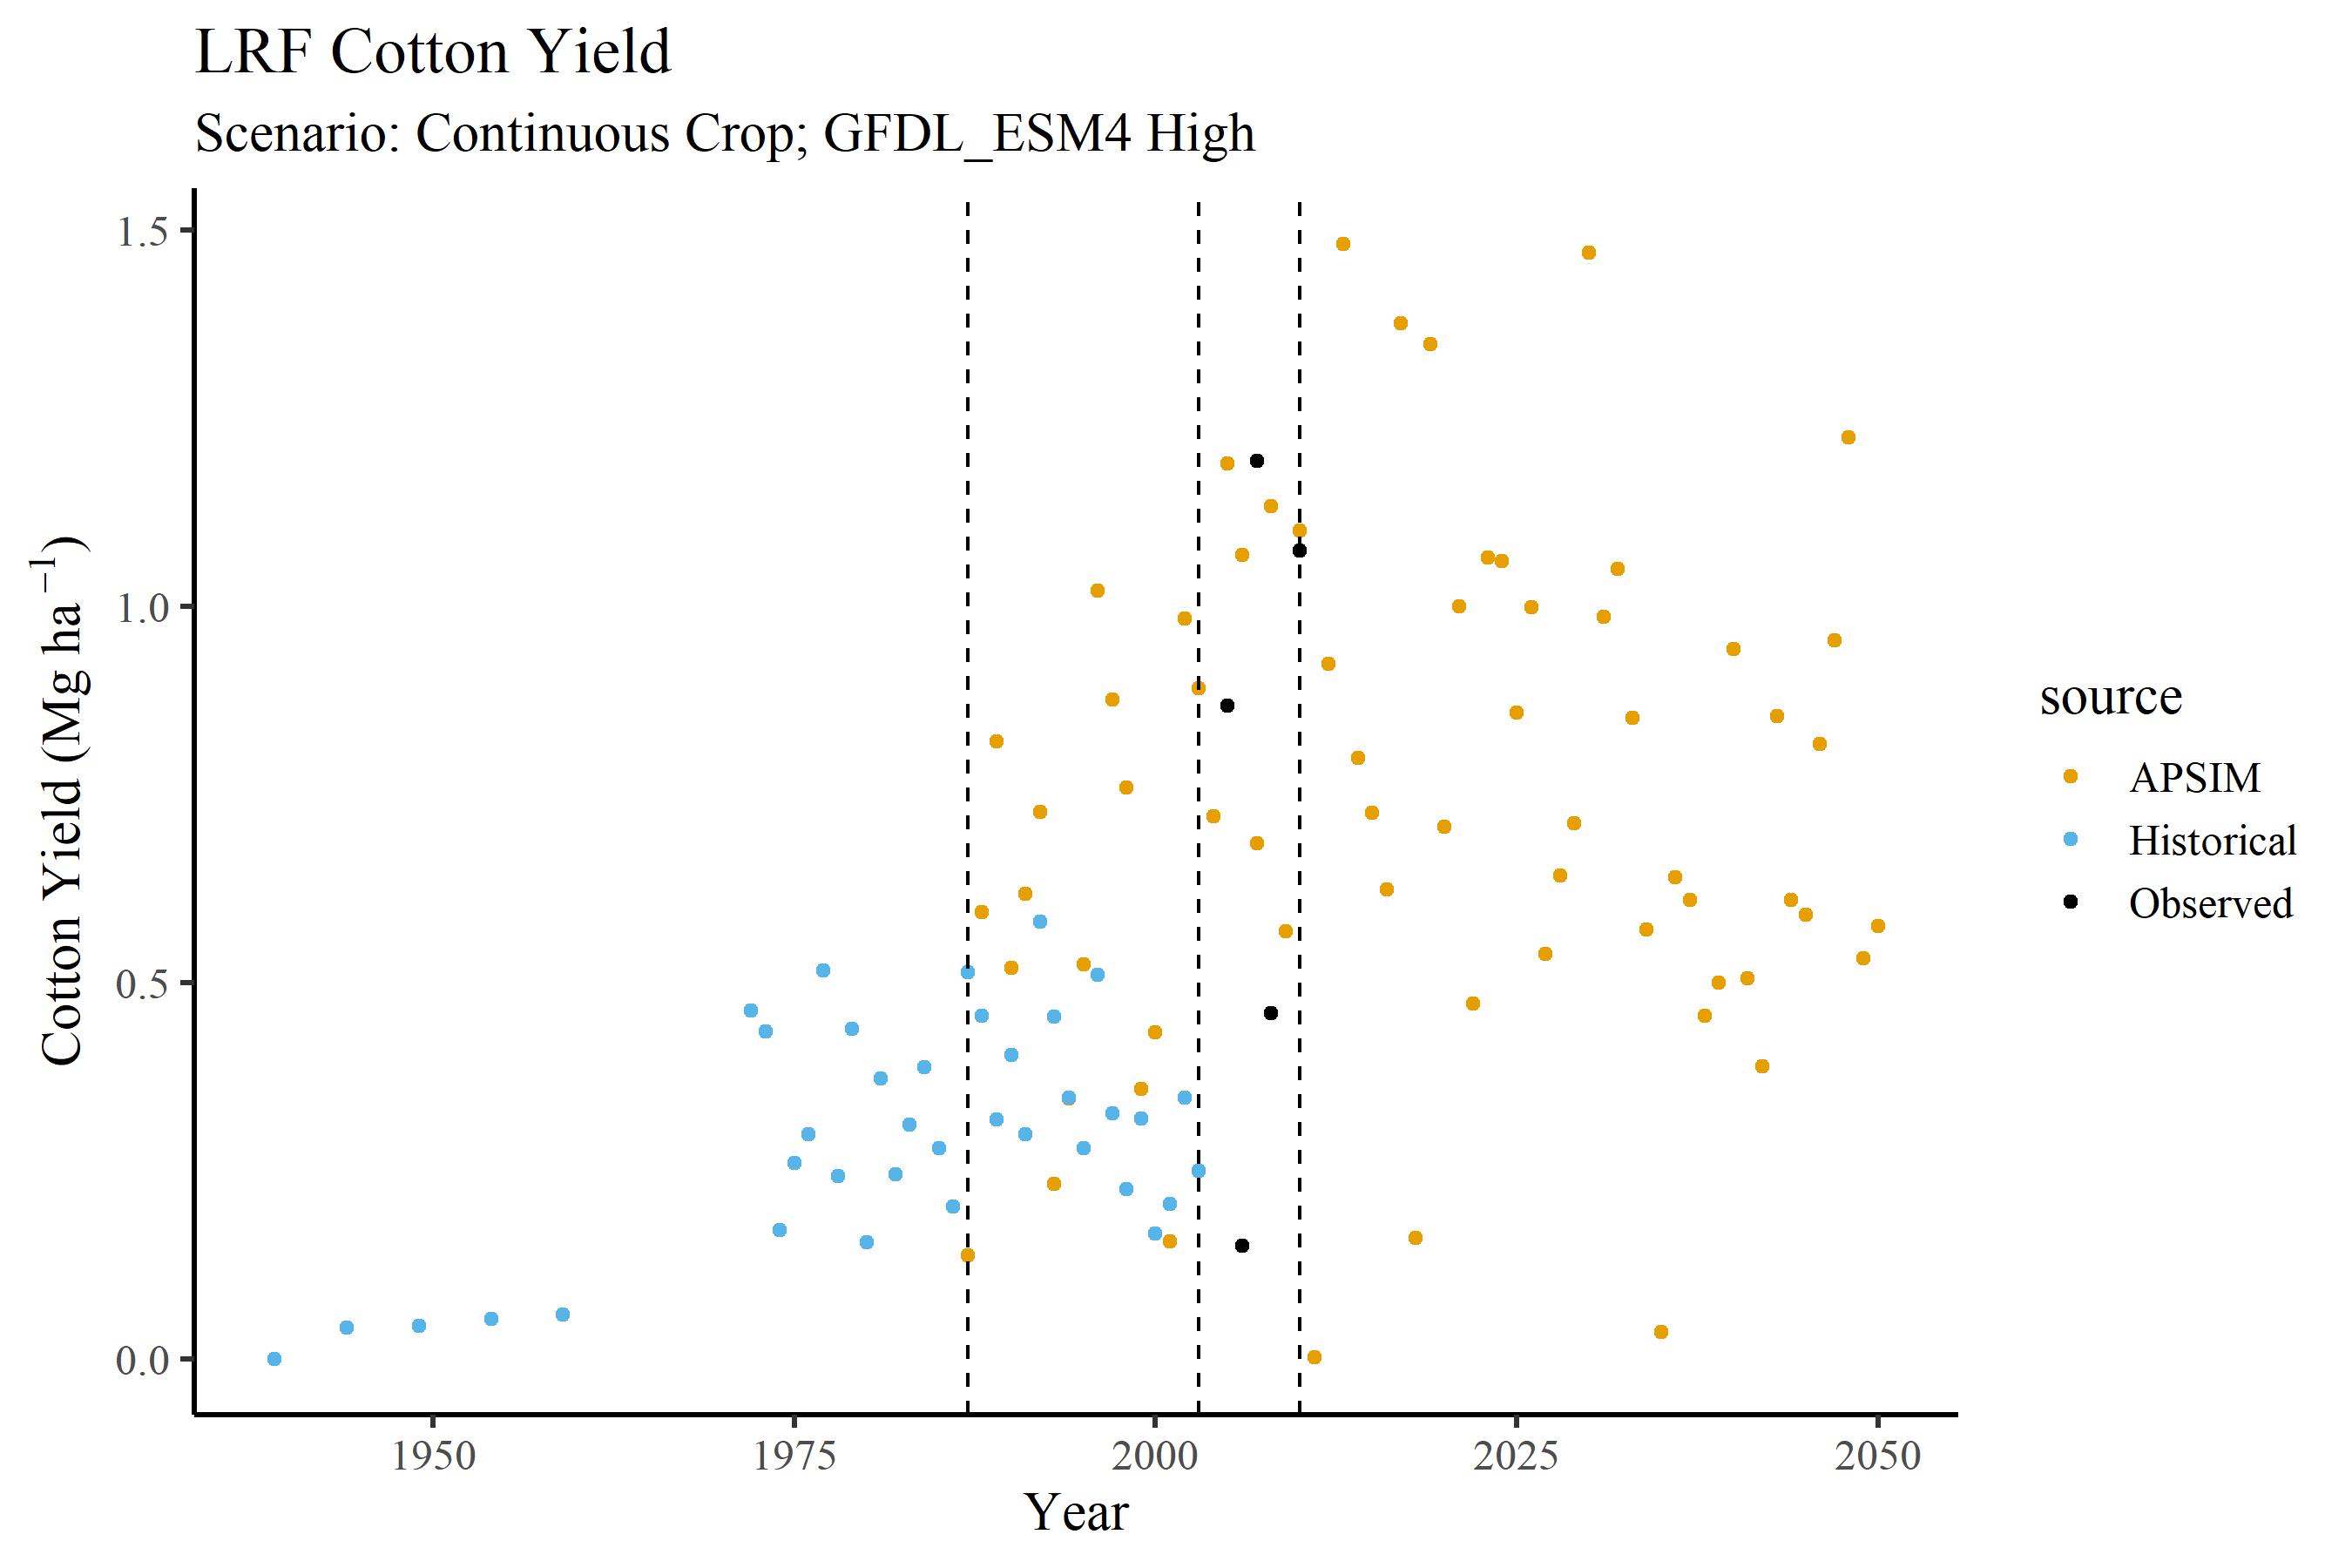 LRF Cotton Yield
Scenario: Continuous Crop; GFDL_ESM4 High
Cotton Yield (Mg ha⁻¹)
1.5
1.0
0.5
0.0
1950 1975 2000 2025 2050
Year
source
APSIM
Historical
Observed